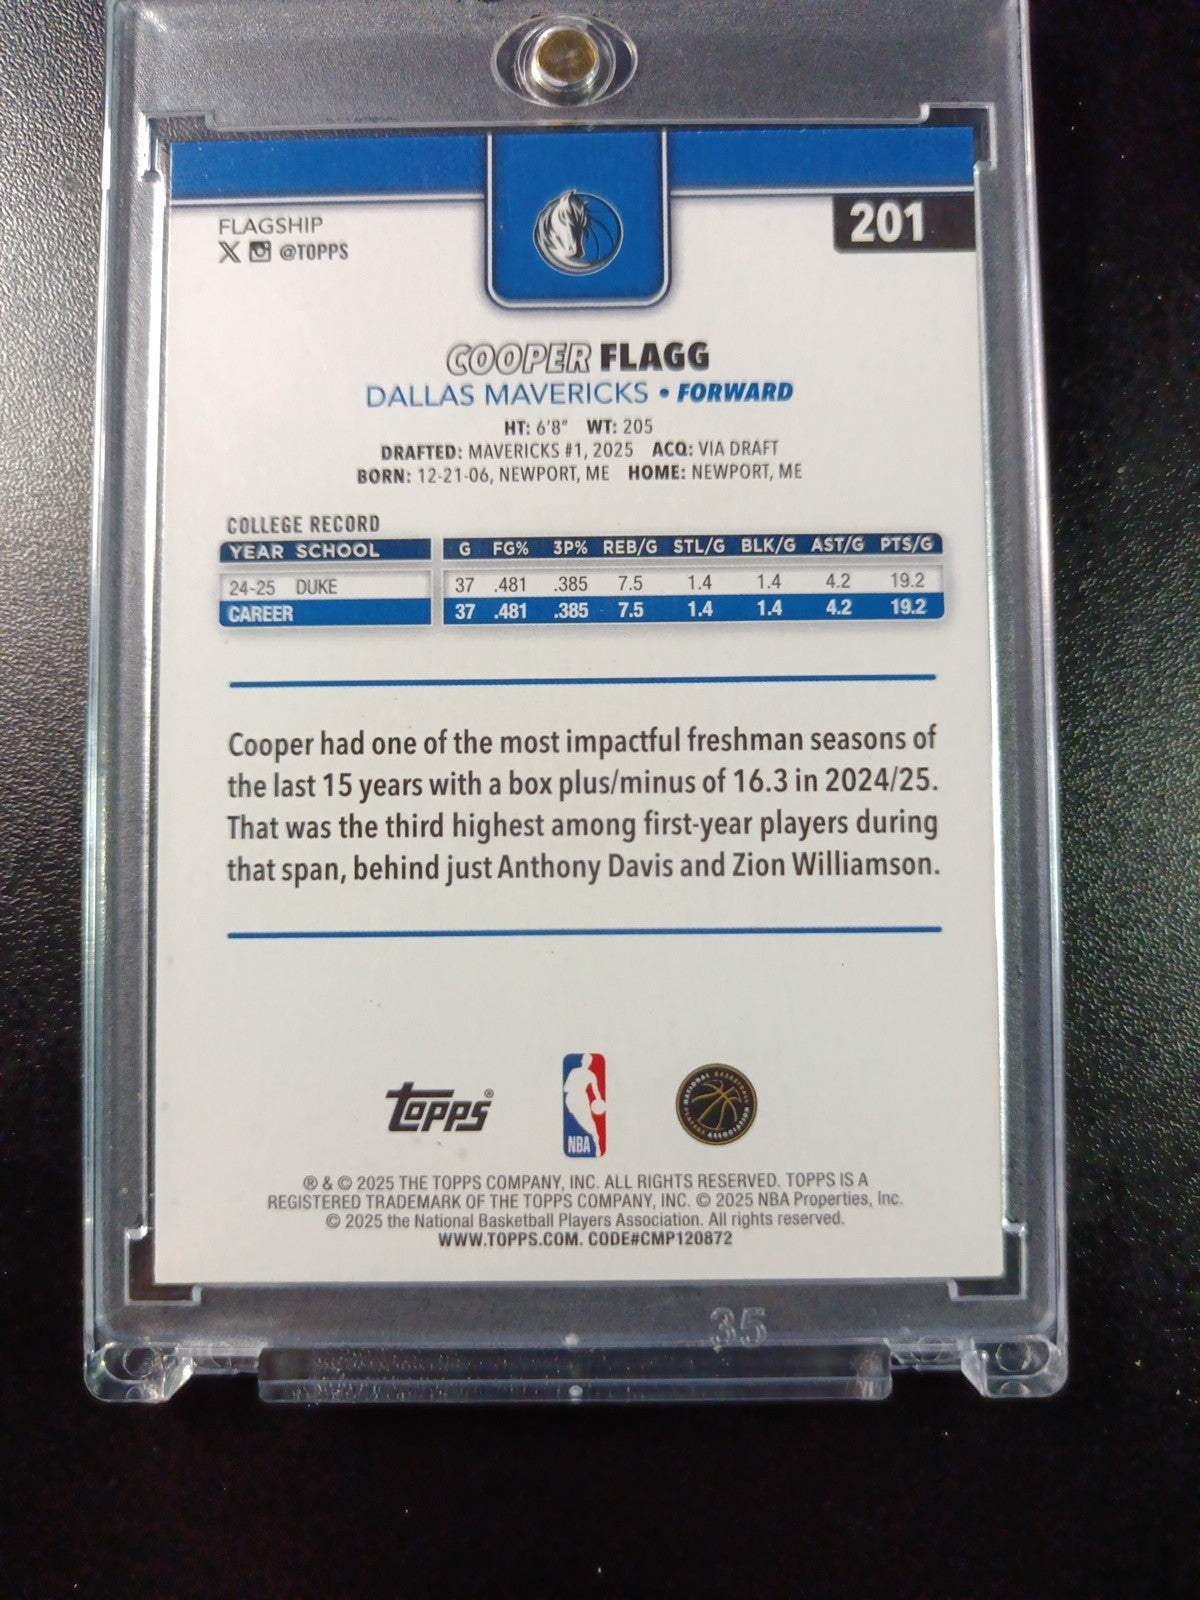 FLAGSHIP
201
X @TOPPS
COOPER FLAGG
DALLAS MAVERICKS • FORWARD
HT: 6'8" WT: 205
DRAFTED: MAVERICKS #1, 2025 ACQ: VIA DRAFT
BORN: 12-21-06, NEWPORT, ME HOME: NEWPORT, ME
COLLEGE RECORD
YEAR SCHOOL G FG% 3P% REB/G STL/G BLK/G AST/G PTS/G
24-25 DUKE 37 .481 .385 7.5 1.4 1.4 4.2 19.2
CAREER 37 .481 .385 7.5 1.4 1.4 4.2 19.2
Cooper had one of the most impactful freshman seasons of
the last 15 years with a box plus/minus of 16.3 in 2024/25.
That was the third highest among first-year players during
that span, behind just Anthony Davis and Zion Williamson.
Topps®
NBA
NATIONAL BASKETBALL PLAYERS ASSOCIATION
® & © 2025 THE TOPPS COMPANY, INC. ALL RIGHTS RESERVED. TOPPS IS A
REGISTERED TRADEMARK OF THE TOPPS COMPANY, INC. © 2025 NBA Properties, Inc.
© 2025 the National Basketball Players Association. All rights reserved.
WWW.TOPPS.COM. CODE#CMP120872
35